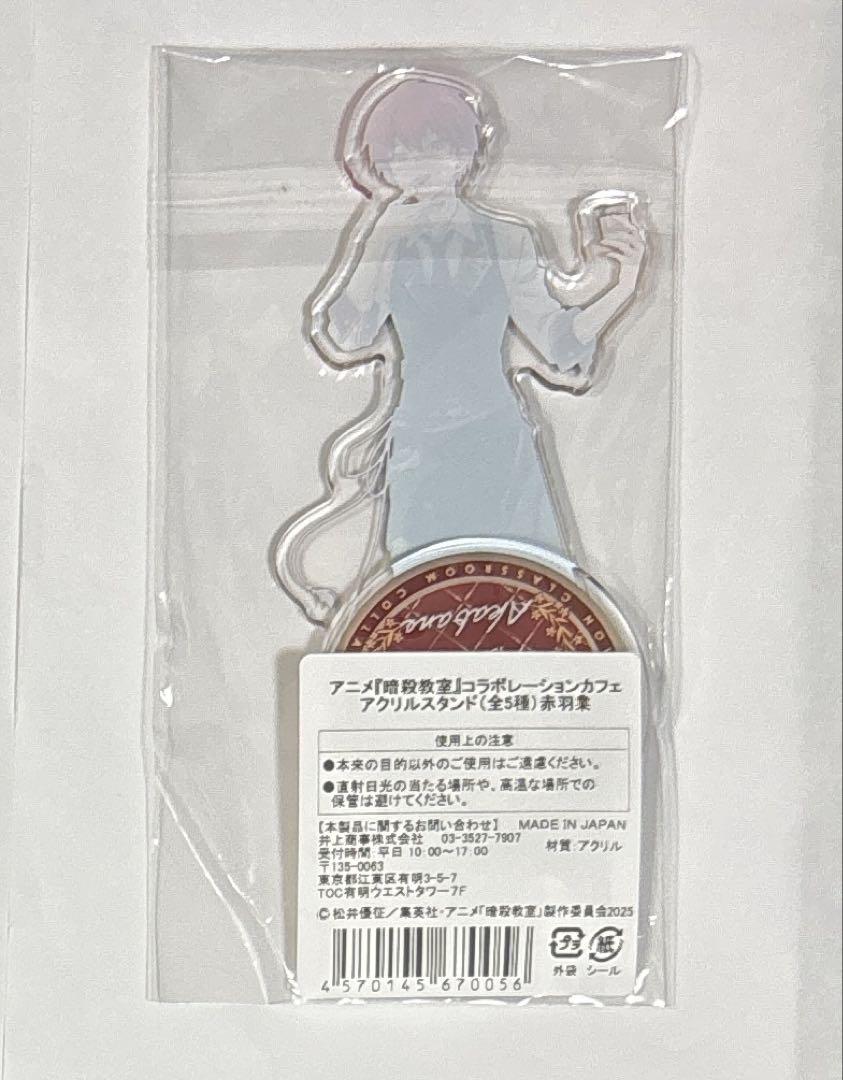 ION CLASSROOM COLLA
Akabane
アニメ『暗殺教室』コラボレーションカフェ
アクリルスタンド（全5種）赤羽業
使用上の注意
●本来の目的以外のご使用はご遠慮ください。
●直射日光の当たる場所や、高温な場所での
保管は避けてください。
【本製品に関するお問い合わせ】 MADE IN JAPAN
井上商事株式会社 03-3527-7907
受付時間:平日 10:00～17:00 材質:アクリル
〒135-0063
東京都江東区有明3-5-7
TOC有明ウエストタワー7F
©松井優征／集英社・アニメ「暗殺教室」製作委員会2025
プラ 紙
外袋 シール
4 570145 670056